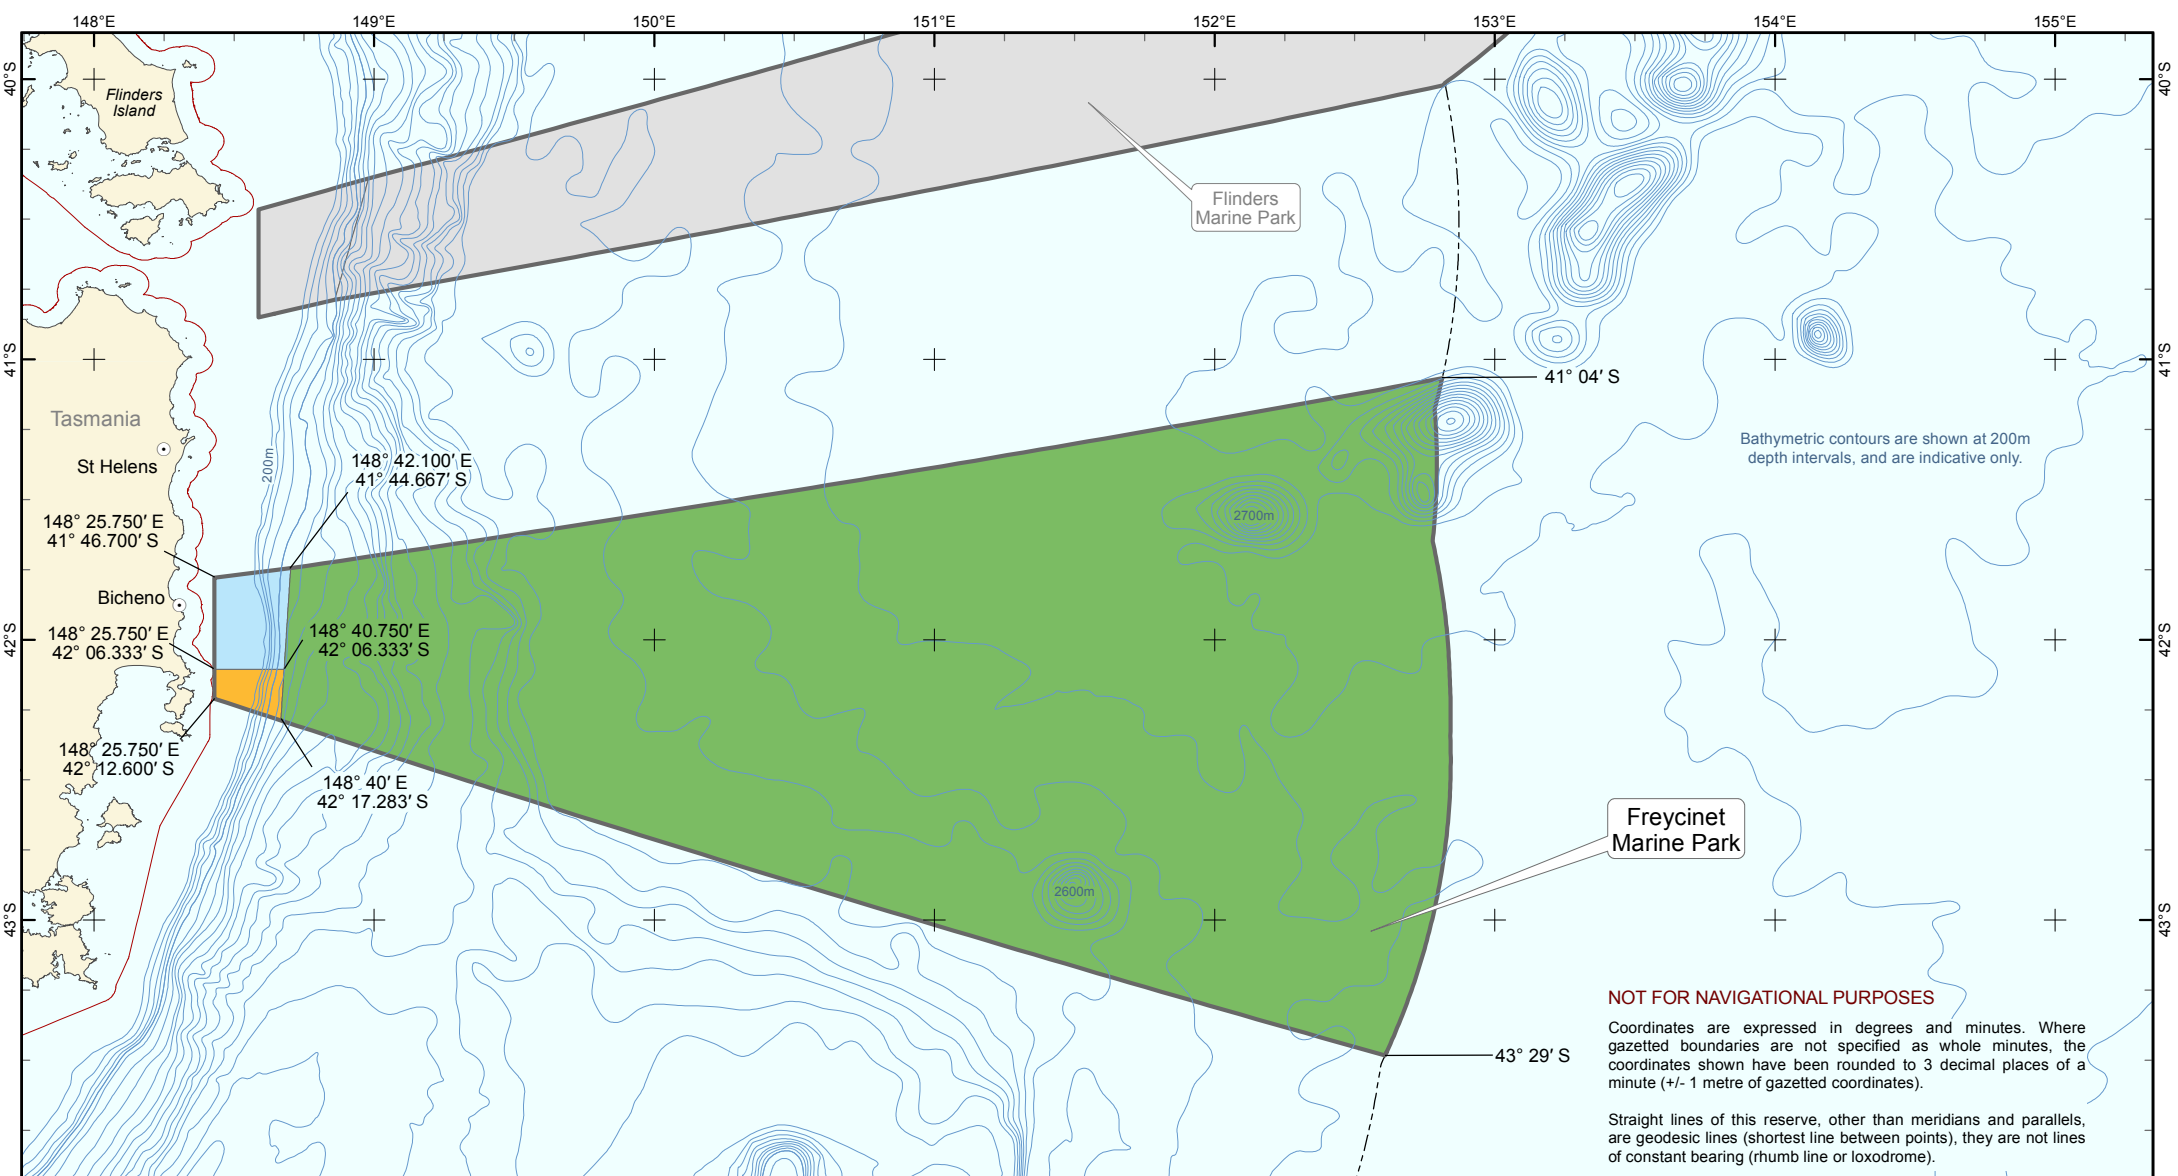 148°E
149°E
150°E
151°E
152°E
153°E
154°E
155°E
40°S
40°S
Flinders
Island
Flinders
Marine Park
41°S
41°S
41° 04′ S
Tasmania
St Helens
200m
148° 42.100′ E
41° 44.667′ S
Bathymetric contours are shown at 200m
depth intervals, and are indicative only.
148° 25.750′ E
41° 46.700′ S
2700m
Bicheno
148° 25.750′ E
42° 06.333′ S
148° 40.750′ E
42° 06.333′ S
42°S
42°S
148° 25.750′ E
42° 12.600′ S
148° 40′ E
42° 17.283′ S
Freycinet
Marine Park
2600m
43°S
43°S
43° 29′ S
NOT FOR NAVIGATIONAL PURPOSES
Coordinates are expressed in degrees and minutes. Where
gazetted boundaries are not specified as whole minutes, the
coordinates shown have been rounded to 3 decimal places of a
minute (+/- 1 metre of gazetted coordinates).
Straight lines of this reserve, other than meridians and parallels,
are geodesic lines (shortest line between points), they are not lines
of constant bearing (rhumb line or loxodrome).